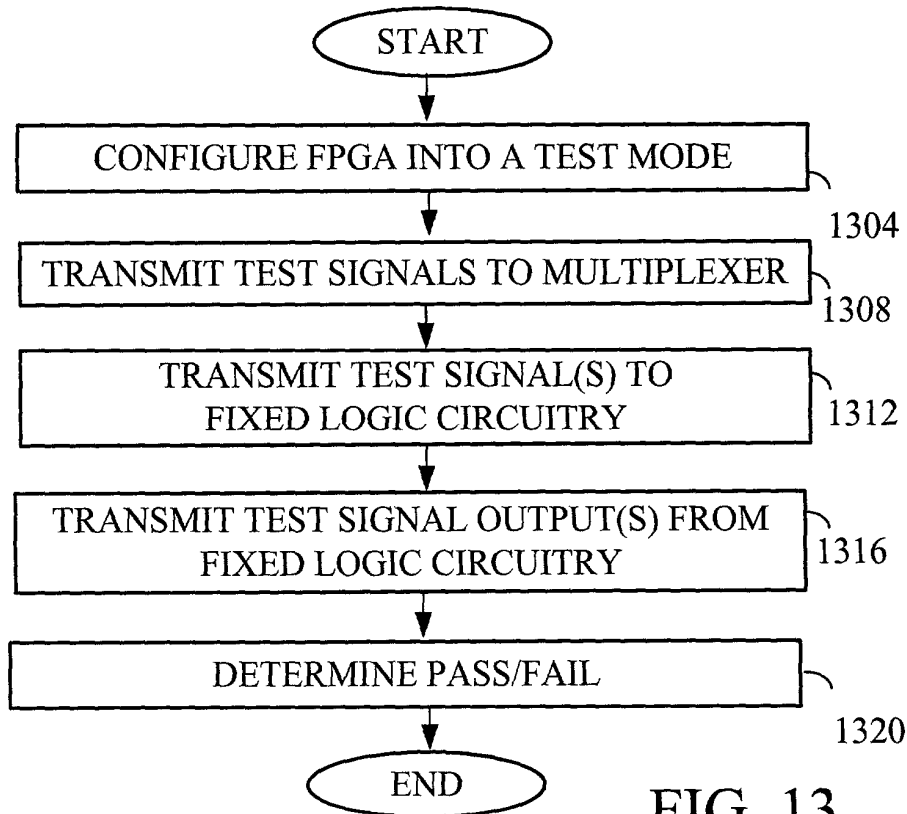 START
CONFIGURE FPGA INTO A TEST MODE
1304
TRANSMIT TEST SIGNALS TO MULTIPLEXER
1308
TRANSMIT TEST SIGNAL(S) TO
FIXED LOGIC CIRCUITRY
1312
TRANSMIT TEST SIGNAL OUTPUT(S) FROM
FIXED LOGIC CIRCUITRY
1316
DETERMINE PASS/FAIL
1320
END
FIG. 13